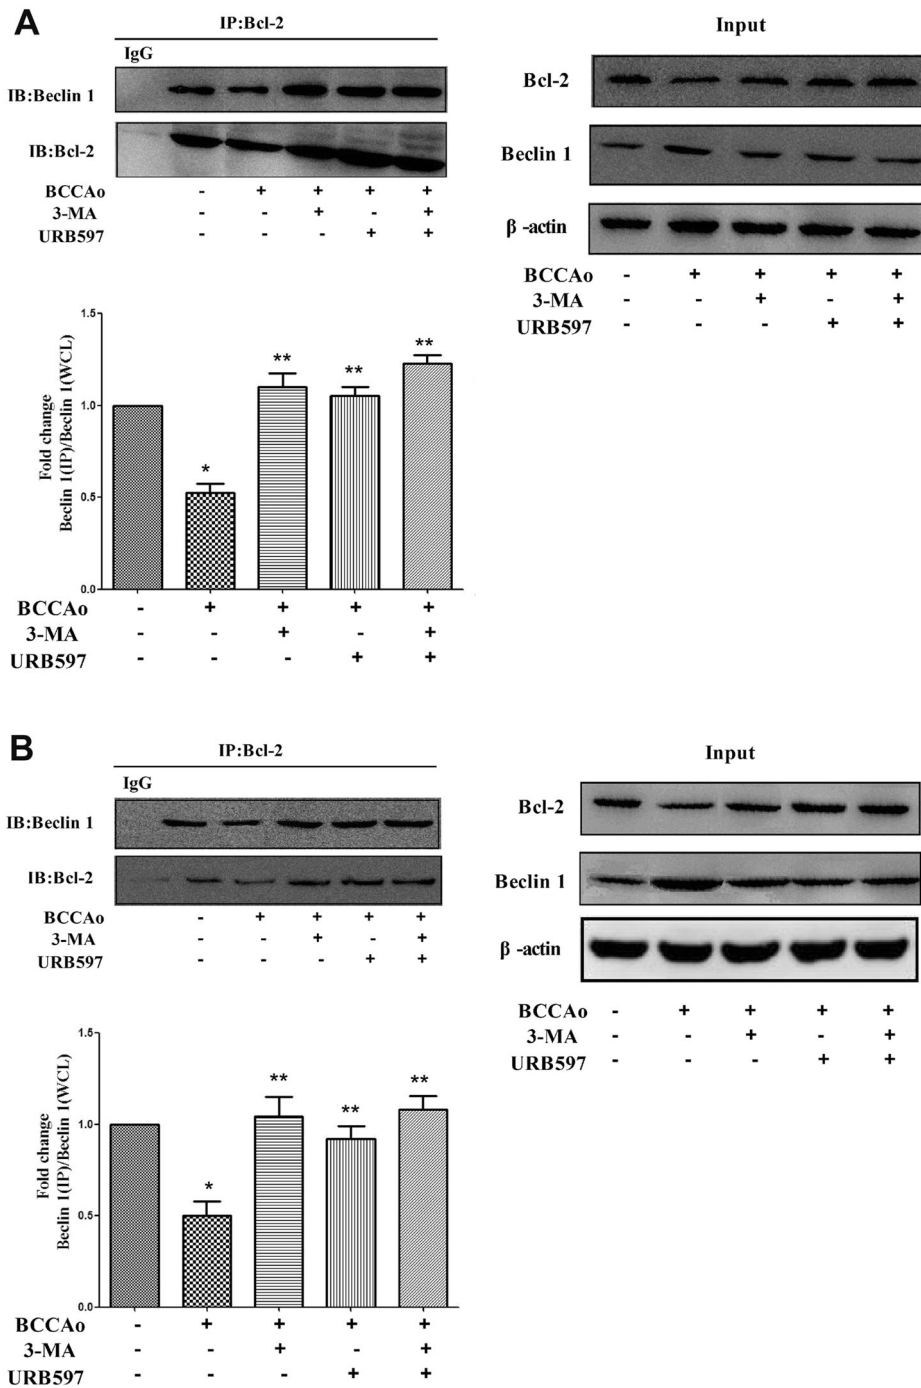 A
IP:Bcl-2
IgG
IB:Beclin 1
IB:Bcl-2
BCCAo - + + + +
3-MA - - + - +
URB597 - - - + +
Input
Bcl-2
Beclin 1
β -actin
BCCAo - + + + +
3-MA - - + - +
URB597 - - - + +
Fold change
Beclin 1(IP)/Beclin 1(WCL)
1.5
1.0
0.5
0.0
* ** ** **
BCCAo - + + + +
3-MA - - + - +
URB597 - - - + +
B
IP:Bcl-2
IgG
IB:Beclin 1
IB:Bcl-2
BCCAo - + + + +
3-MA - - + - +
URB597 - - - + +
Input
Bcl-2
Beclin 1
β -actin
BCCAo - + + + +
3-MA - - + - +
URB597 - - - + +
Fold change
Beclin 1(IP)/Beclin 1(WCL)
1.5
1.0
0.5
0.0
* ** ** **
BCCAo - + + + +
3-MA - - + - +
URB597 - - - + +